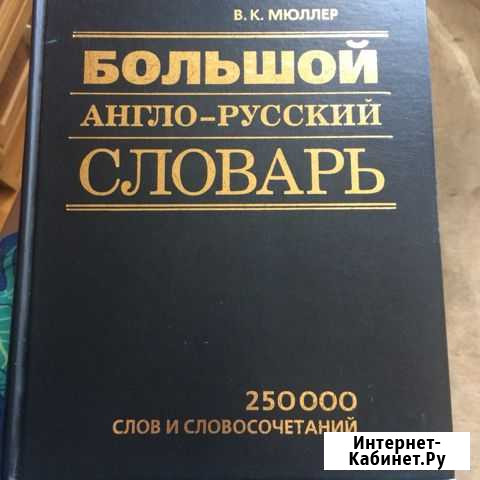 В. К. МЮЛЛЕР
БОЛЬШОЙ
АНГЛО-РУССКИЙ
СЛОВАРЬ
250 000
СЛОВ И СЛОВОСОЧЕТАНИЙ
Интернет-
Кабинет.Ру